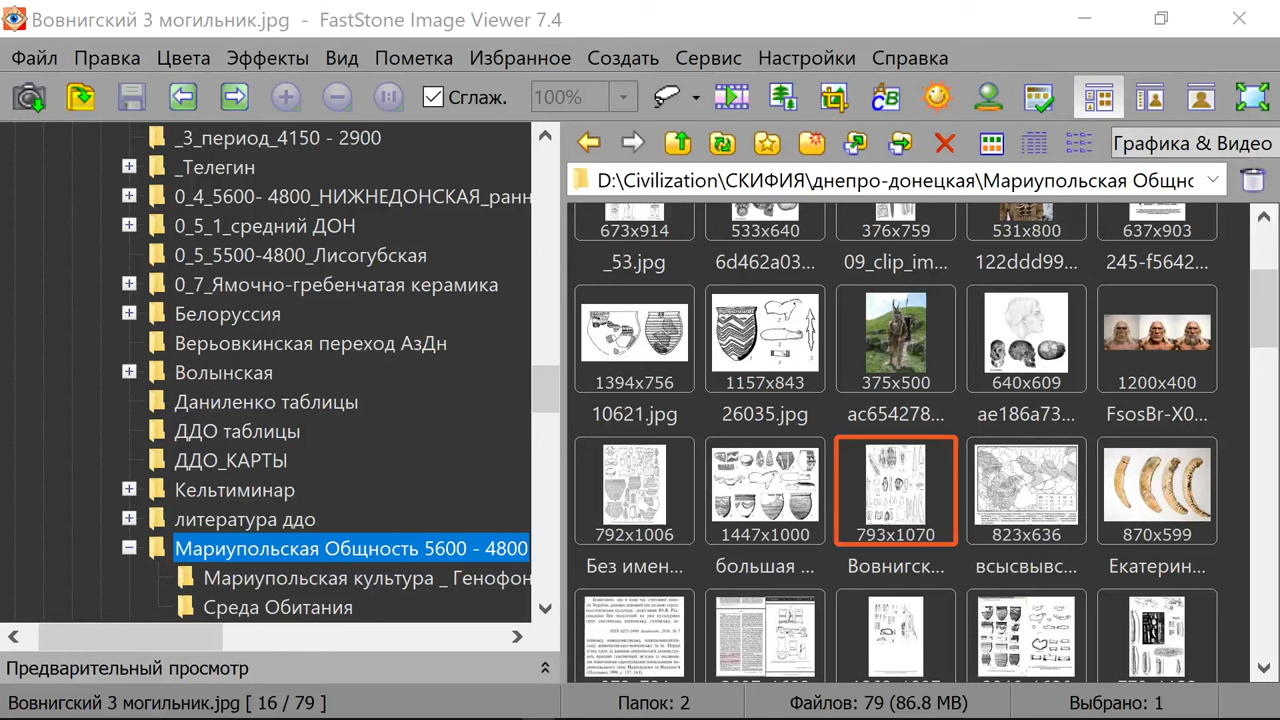 Вовнигский 3 могильник.jpg - FastStone Image Viewer 7.4
Файл Правка Цвета Эффекты Вид Пометка Избранное Создать Сервис Настройки Справка
Сглаж. 100%
Графика & Видео
D:\Civilization\СКИФИЯ\днепро-донецкая\Мариупольская Общнс
_3_период_4150 - 2900
_Телегин
0_4_5600- 4800_НИЖНЕДОНСКАЯ_ранн
0_5_1_средний ДОН
0_5_5500-4800_Лисогубская
0_7_Ямочно-гребенчатая керамика
Белоруссия
Верьовкинская переход АзДн
Волынская
Даниленко таблицы
ДДО таблицы
ДДО_КАРТЫ
Кельтиминар
литература ддо
Мариупольская Общность 5600 - 4800
Мариупольская культура _ Генофон
Среда Обитания
673x914 533x640 376x759 531x800 637x903
_53.jpg 6d462a03... 09_clip_im... 122ddd99... 245-f5642...
1394x756 1157x843 375x500 640x609 1200x400
10621.jpg 26035.jpg ac654278... ae186a73... FsosBr-X0...
792x1006 1447x1000 793x1070 823x636 870x599
Без имен... большая ... Вовнигск... всысвывс... Екатерин...
Предварительный просмотр
Вовнигский 3 могильник.jpg [ 16 / 79 ] Папок: 2 Файлов: 79 (86.8 MB) Выбрано: 1